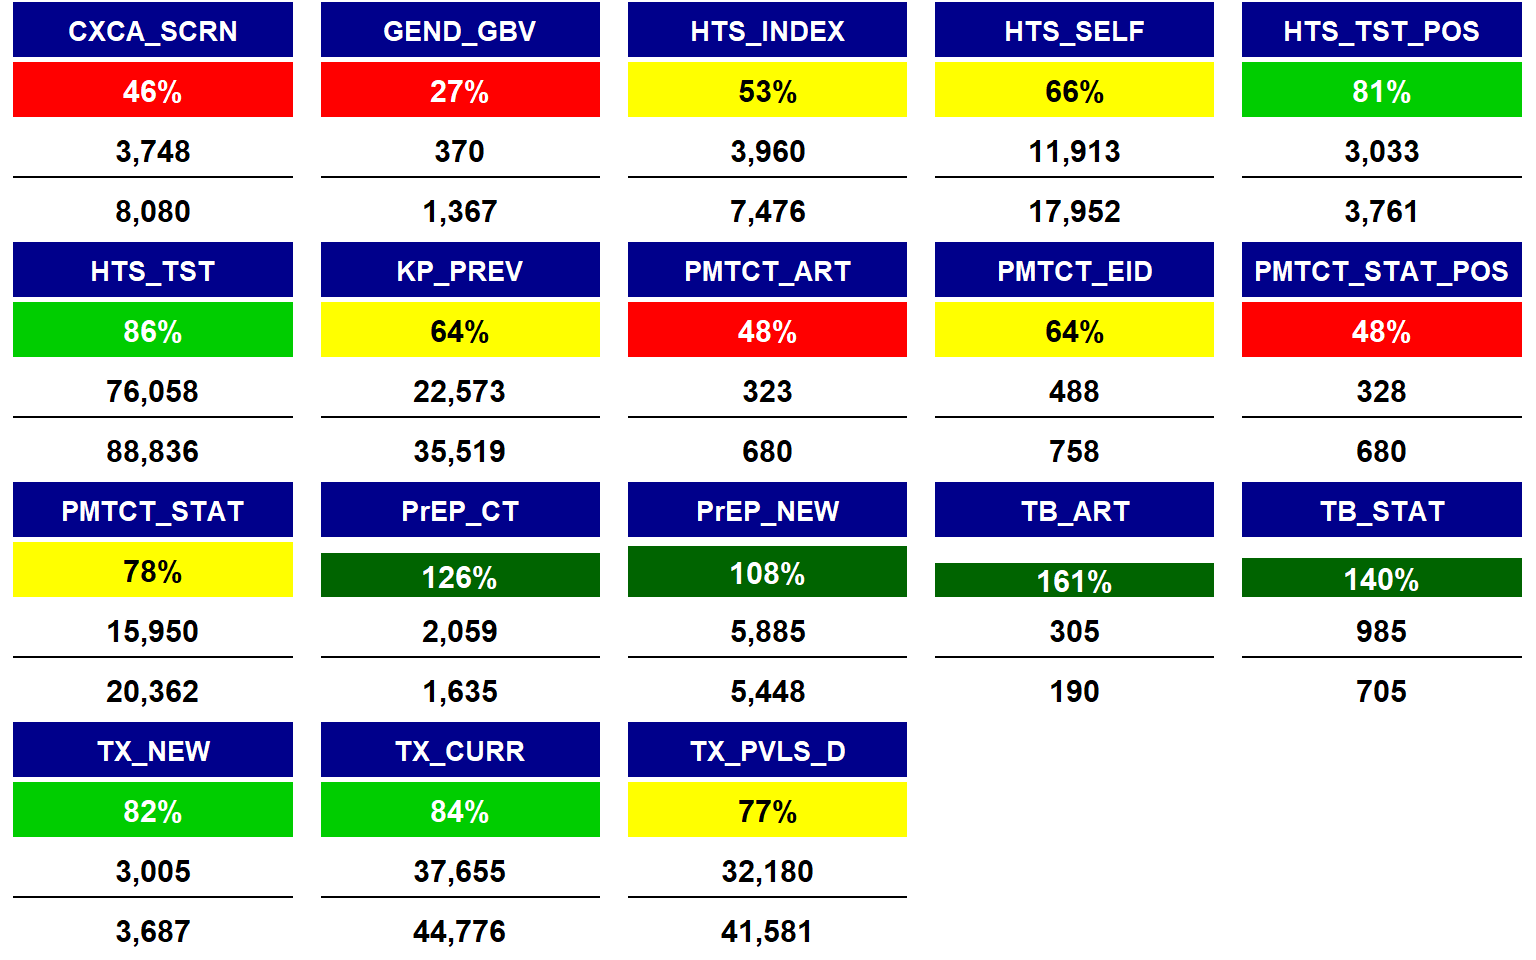 CXCA_SCRN GEND_GBV HTS_INDEX HTS_SELF HTS_TST_POS
46% 27% 53% 66% 81%
3,748 370 3,960 11,913 3,033
8,080 1,367 7,476 17,952 3,761
HTS_TST KP_PREV PMTCT_ART PMTCT_EID PMTCT_STAT_POS
86% 64% 48% 64% 48%
76,058 22,573 323 488 328
88,836 35,519 680 758 680
PMTCT_STAT PrEP_CT PrEP_NEW TB_ART TB_STAT
78% 126% 108% 161% 140%
15,950 2,059 5,885 305 985
20,362 1,635 5,448 190 705
TX_NEW TX_CURR TX_PVLS_D
82% 84% 77%
3,005 37,655 32,180
3,687 44,776 41,581